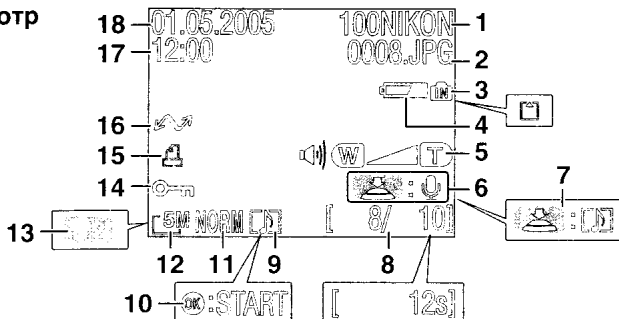 отр
18 01.05.2005 100NIKON 1
17 12:00 0008.JPG 2
IN 3
4
16
15 W T 5
14 : 6 7
13 5M NORM [ 8/ 10] :
12 11 9 8
10 OK:START [ 12s]